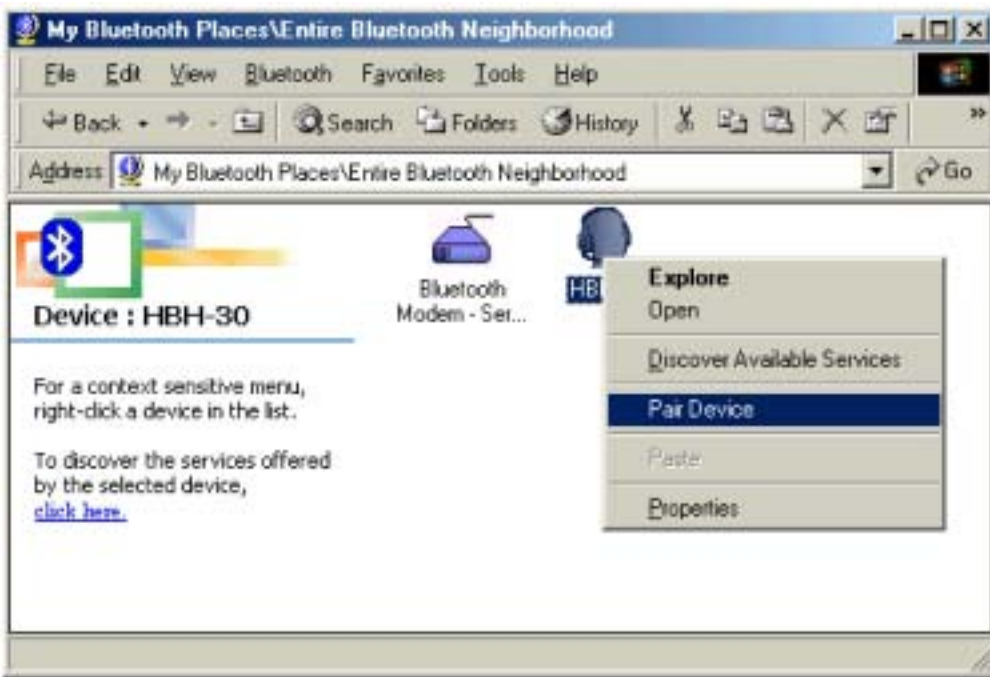 My Bluetooth Places\Entire Bluetooth Neighborhood
File Edit View Bluetooth Favorites Tools Help
Back Search Folders History »
Address My Bluetooth Places\Entire Bluetooth Neighborhood Go
Device : HBH-30
For a context sensitive menu,
right-click a device in the list.
To discover the services offered
by the selected device,
click here.
Bluetooth
Modem - Ser...
Explore
Open
Discover Available Services
Pair Device
Paste
Properties